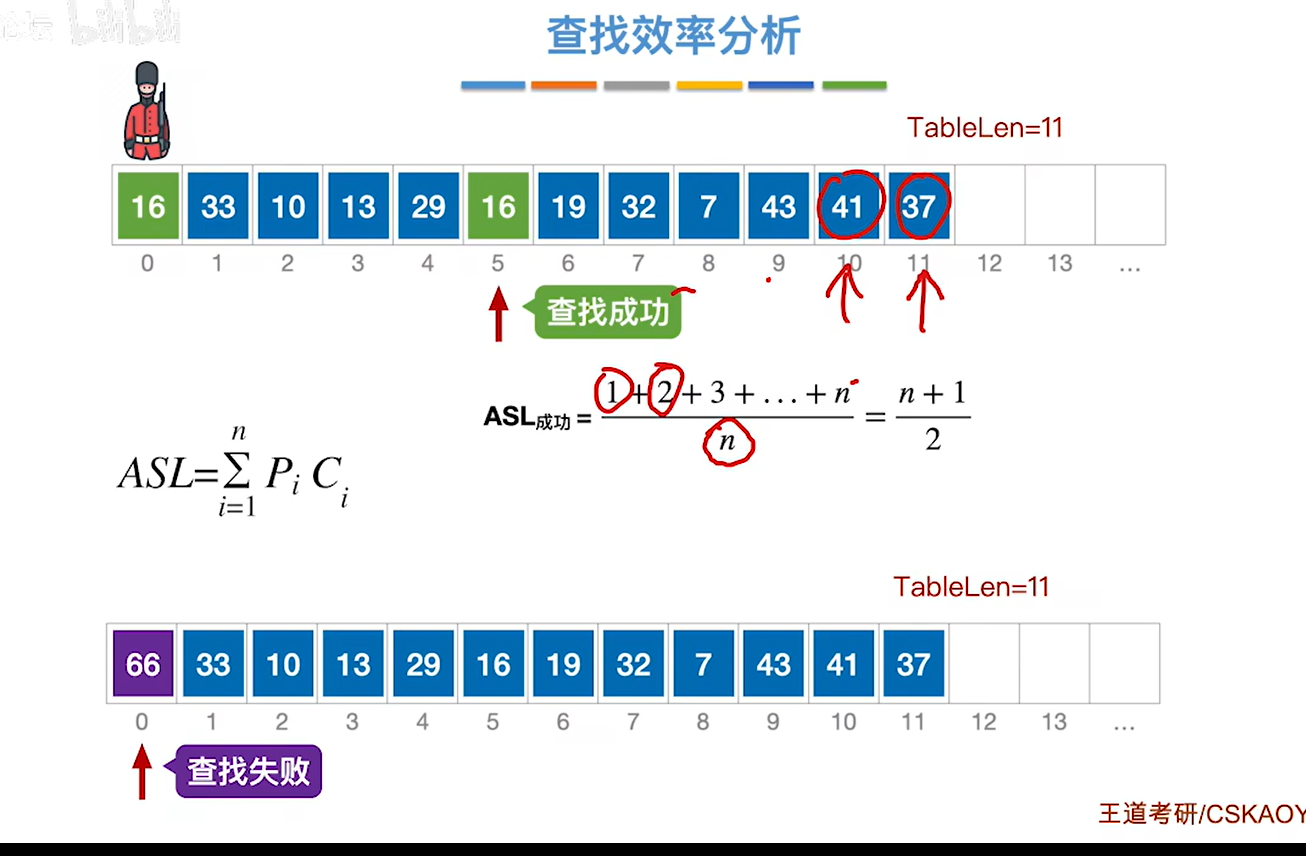 论坛 bilibili
查找效率分析
TableLen=11
16 33 10 13 29 16 19 32 7 43 41 37
0 1 2 3 4 5 6 7 8 9 10 11 12 13 ...
查找成功
ASL成功 = (1 + 2 + 3 + ... + n) / n = (n + 1) / 2
ASL=∑_{i=1}^{n} P_i C_i
TableLen=11
66 33 10 13 29 16 19 32 7 43 41 37
0 1 2 3 4 5 6 7 8 9 10 11 12 13 ...
查找失败
王道考研/CSKAOY